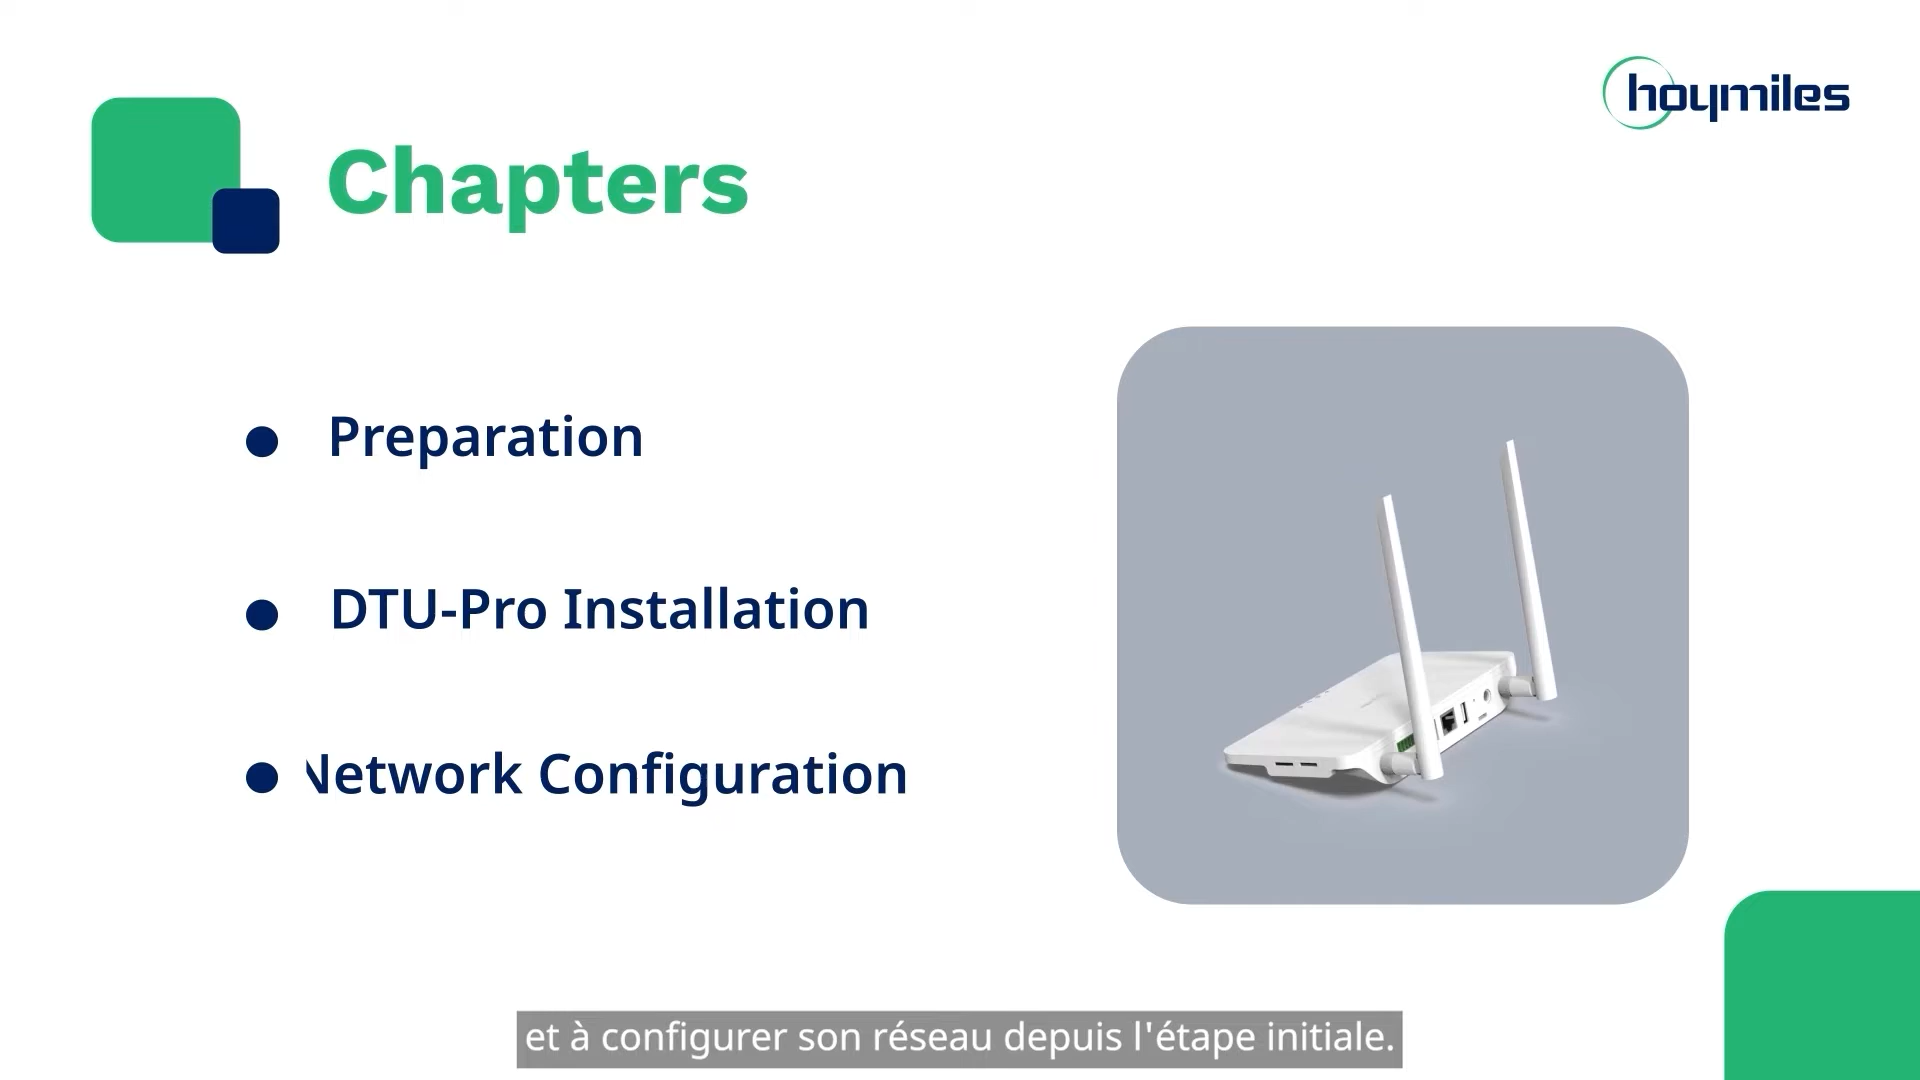 hoymiles
Chapters
Preparation
DTU-Pro Installation
Network Configuration
et à configurer son réseau depuis l'étape initiale.